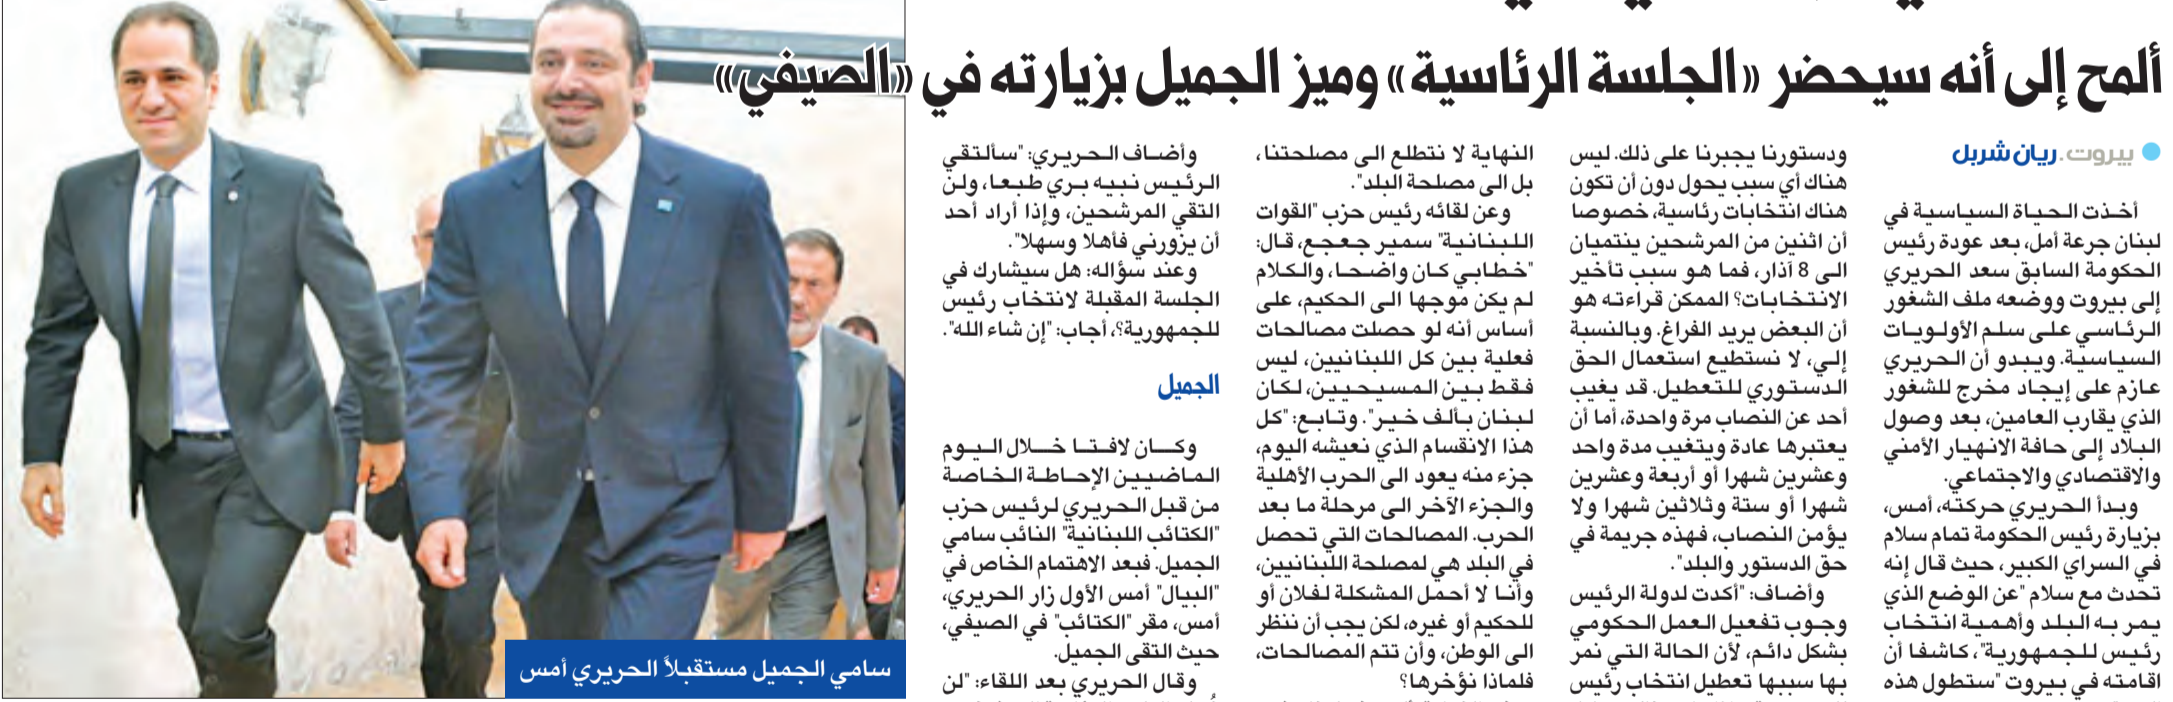 ألمح إلى أنه سيحضر «الجلسة الرئاسية» وميز الجميل بزيارته في «الصيفي»
بيروت. ريان شربل
أخذت الحياة السياسية في
لبنان جرعة أمل، بعد عودة رئيس
الحكومة السابق سعد الحريري
إلى بيروت ووضعه ملف الشغور
الرئاسي على سلم الأولويات
السياسية. ويبدو أن الحريري
عازم على إيجاد مخرج للشغور
الذي يقارب العامين، بعد وصول
البلاد إلى حافة الانهيار الأمني
والاقتصادي والاجتماعي.
وبدأ الحريري حركته، أمس،
بزيارة رئيس الحكومة تمام سلام
في السراي الكبير، حيث قال إنه
تحدث مع سلام "عن الوضع الذي
يمر به البلد وأهمية انتخاب
رئيس للجمهورية"، كاشفا أن
اقامته في بيروت "ستطول هذه
ودستورنا يجبرنا على ذلك. ليس
هناك أي سبب يحول دون أن تكون
هناك انتخابات رئاسية، خصوصا
أن اثنين من المرشحين ينتميان
الى 8 آذار، فما هو سبب تأخير
الانتخابات؟ الممكن قراءته هو
أن البعض يريد الفراغ. وبالنسبة
إلي، لا نستطيع استعمال الحق
الدستوري للتعطيل. قد يغيب
أحد عن النصاب مرة واحدة، أما أن
يعتبرها عادة ويتغيب مدة واحد
وعشرين شهرا أو أربعة وعشرين
شهرا أو ستة وثلاثين شهرا ولا
يؤمن النصاب، فهذه جريمة في
حق الدستور والبلد".
وأضاف: "أكدت لدولة الرئيس
وجوب تفعيل العمل الحكومي
بشكل دائم، لأن الحالة التي نمر
بها سببها تعطيل انتخاب رئيس
النهاية لا نتطلع الى مصلحتنا،
بل الى مصلحة البلد".
وعن لقائه رئيس حزب "القوات
اللبنانية" سمير جعجع، قال:
"خطابي كان واضحا، والكلام
لم يكن موجها الى الحكيم، على
أساس أنه لو حصلت مصالحات
فعلية بين كل اللبنانيين، ليس
فقط بين المسيحيين، لكان
لبنان بألف خير". وتابع: "كل
هذا الانقسام الذي نعيشه اليوم،
جزء منه يعود الى الحرب الأهلية
والجزء الآخر الى مرحلة ما بعد
الحرب. المصالحات التي تحصل
في البلد هي لمصلحة اللبنانيين،
وأنا لا أحمل المشكلة لفلان أو
للحكيم أو غيره، لكن يجب أن ننظر
الى الوطن، وأن تتم المصالحات،
فلماذا نؤخرها؟
وأضاف الحريري: "سألتقي
الرئيس نبيه بري طبعا، ولن
التقي المرشحين، وإذا أراد أحد
أن يزورني فأهلا وسهلا".
وعند سؤاله: هل سيشارك في
الجلسة المقبلة لانتخاب رئيس
للجمهورية؟، أجاب: "إن شاء الله".
الجميل
وكان لافتا خلال اليوم
الماضيين الإحاطة الخاصة
من قبل الحريري لرئيس حزب
"الكتائب اللبنانية" النائب سامي
الجميل. فبعد الاهتمام الخاص في
"البيال" أمس الأول زار الحريري،
أمس، مقر "الكتائب" في الصيفي،
حيث التقى الجميل.
وقال الحريري بعد اللقاء: "لن
سامي الجميل مستقبلاً الحريري أمس